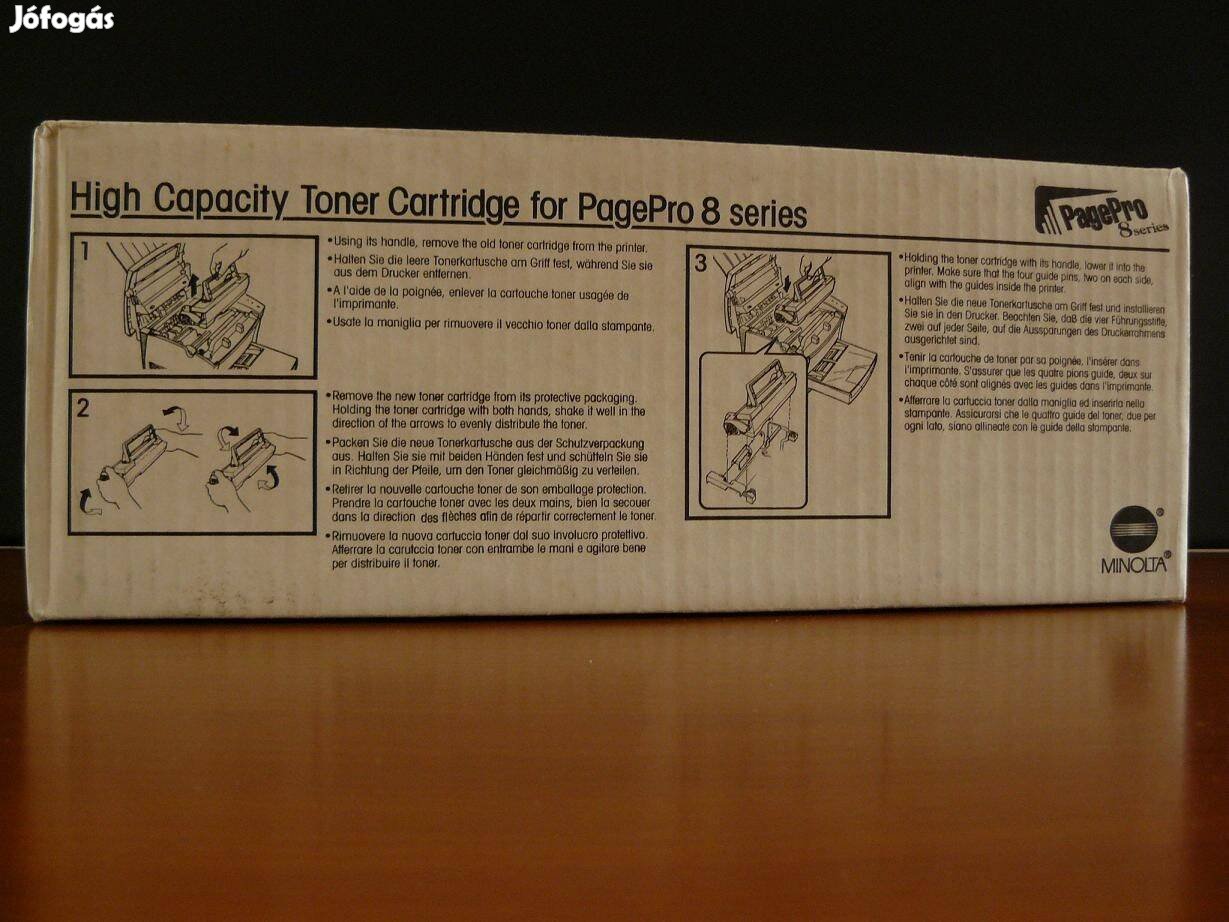 Jófogás
High Capacity Toner Cartridge for PagePro 8 series
PagePro
8 series
1
•Using its handle, remove the old toner cartridge from the printer.
•Halten Sie die leere Tonerkartusche am Griff fest, während Sie sie
aus dem Drucker entfernen.
•A l'aide de la poignée, enlever la cartouche toner usagée de
l'imprimante.
•Usate la maniglia per rimuovere il vecchio toner dalla stampante.
2
•Remove the new toner cartridge from its protective packaging.
Holding the toner cartridge with both hands, shake it well in the
direction of the arrows to evenly distribute the toner.
•Packen Sie die neue Tonerkartusche aus der Schutzverpackung
aus. Halten Sie sie mit beiden Händen fest und schütteln Sie sie
in Richtung der Pfeile, um den Toner gleichmäßig zu verteilen.
•Retirer la nouvelle cartouche toner de son emballage protection.
Prendre la cartouche toner avec les deux mains, bien la secouer
dans la direction des flèches afin de répartir correctement le toner.
•Rimuovere la nuova cartuccia toner dal suo involucro protettivo.
Afferrare la carutccia toner con entrambe le mani e agitare bene
per distribuire il toner.
3
•Holding the toner cartridge with its handle, lower it into the
printer. Make sure that the four guide pins, two on each side,
align with the guides inside the printer.
•Halten Sie die neue Tonerkartusche am Griff fest und installieren
Sie sie in den Drucker. Beachten Sie, daß die vier Führungsstifte,
zwei auf jeder Seite, auf die Aussparungen des Druckerrahmens
ausgerichtet sind.
•Tenir la cartouche de toner par sa poignée, l'insérer dans
l'imprimante. S'assurer que les quatre pions guide, deux sur
chaque côté sont alignés avec les guides dans l'imprimante.
•Afferrare la cartuccia toner dalla maniglia ed inserirla nella
stampante. Assicurarsi che le quattro guide del toner, due per
ogni lato, siano allineate con le guide della stampante.
MINOLTA®